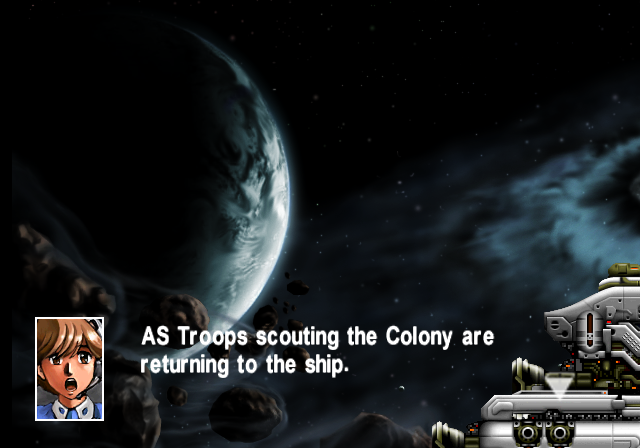 AS Troops scouting the Colony are
returning to the ship.